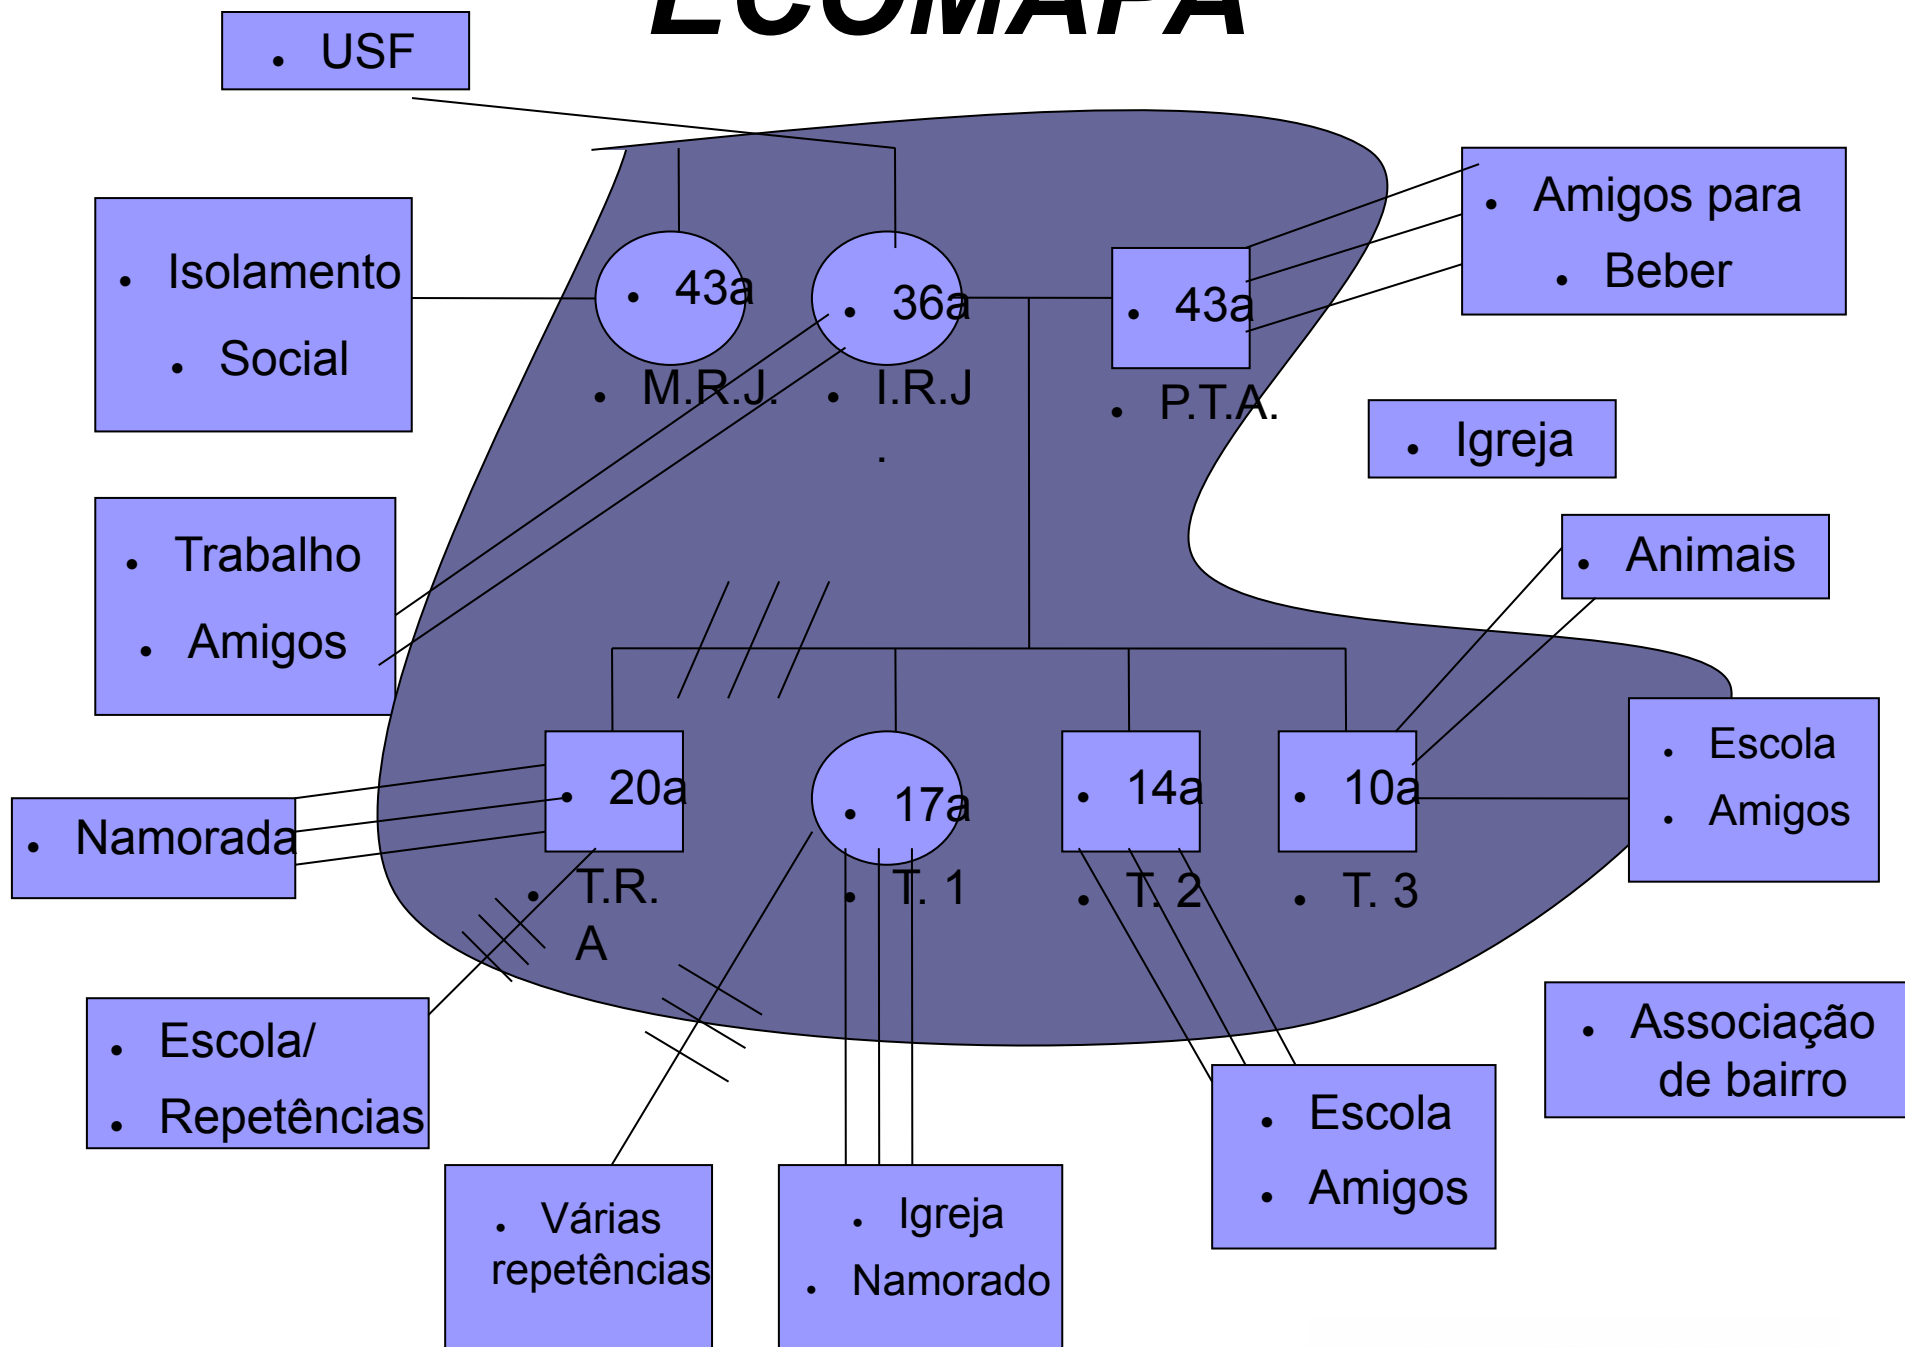 ECOMAPA
• USF
• Isolamento
• Social
• 43a
• M.R.J.
• 36a
• I.R.J
.
• 43a
• P.T.A.
• Amigos para
• Beber
• Igreja
• Trabalho
• Amigos
• Animais
• 20a
• T.R.
A
• 17a
• T. 1
• 14a
• T. 2
• 10a
• T. 3
• Escola
• Amigos
• Namorada
• Escola/
• Repetências
• Várias
repetências
• Igreja
• Namorado
• Escola
• Amigos
• Associação
de bairro